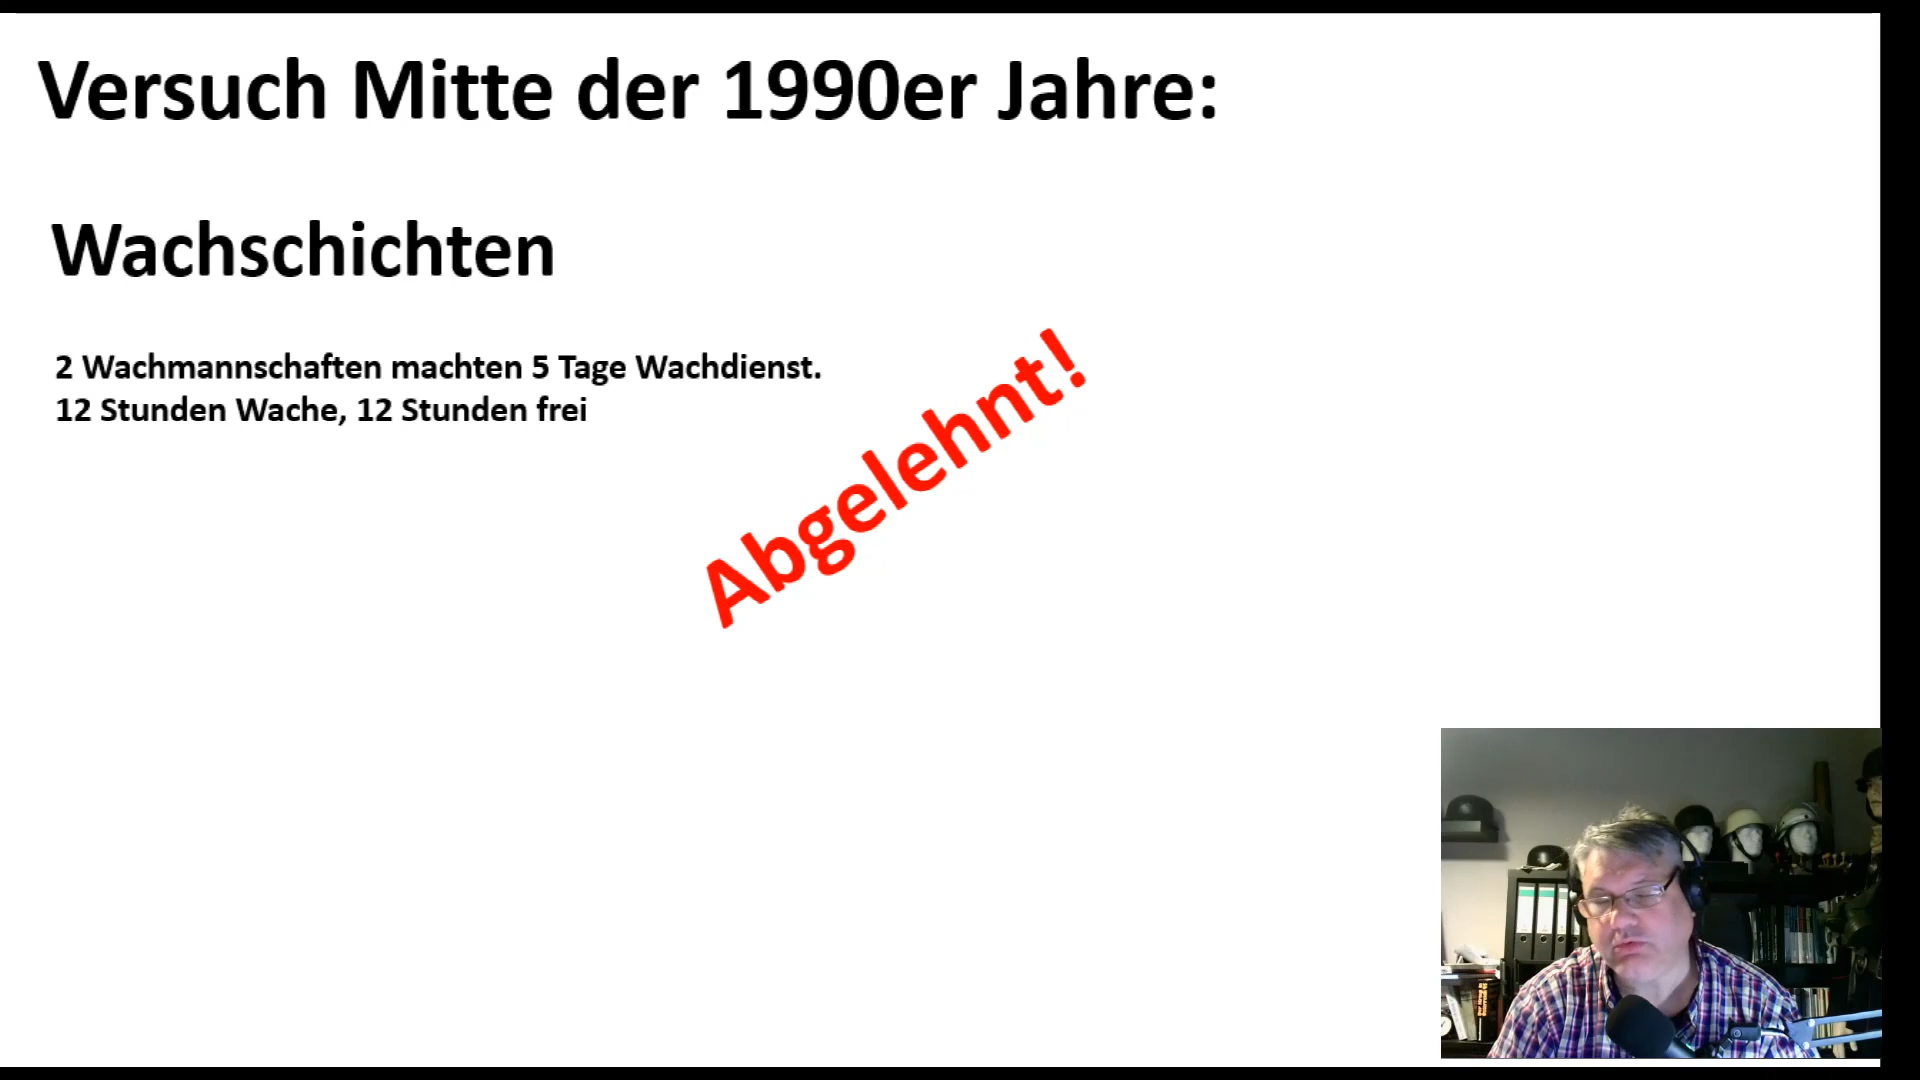 Versuch Mitte der 1990er Jahre:
Wachschichten
2 Wachmannschaften machten 5 Tage Wachdienst.
12 Stunden Wache, 12 Stunden frei
Abgelehnt!